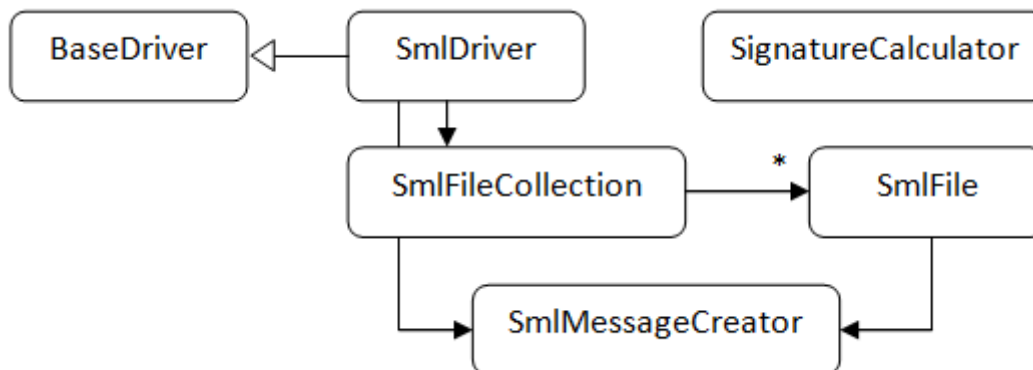 BaseDriver
SmlDriver
SignatureCalculator
SmlFileCollection
*
SmlFile
SmlMessageCreator